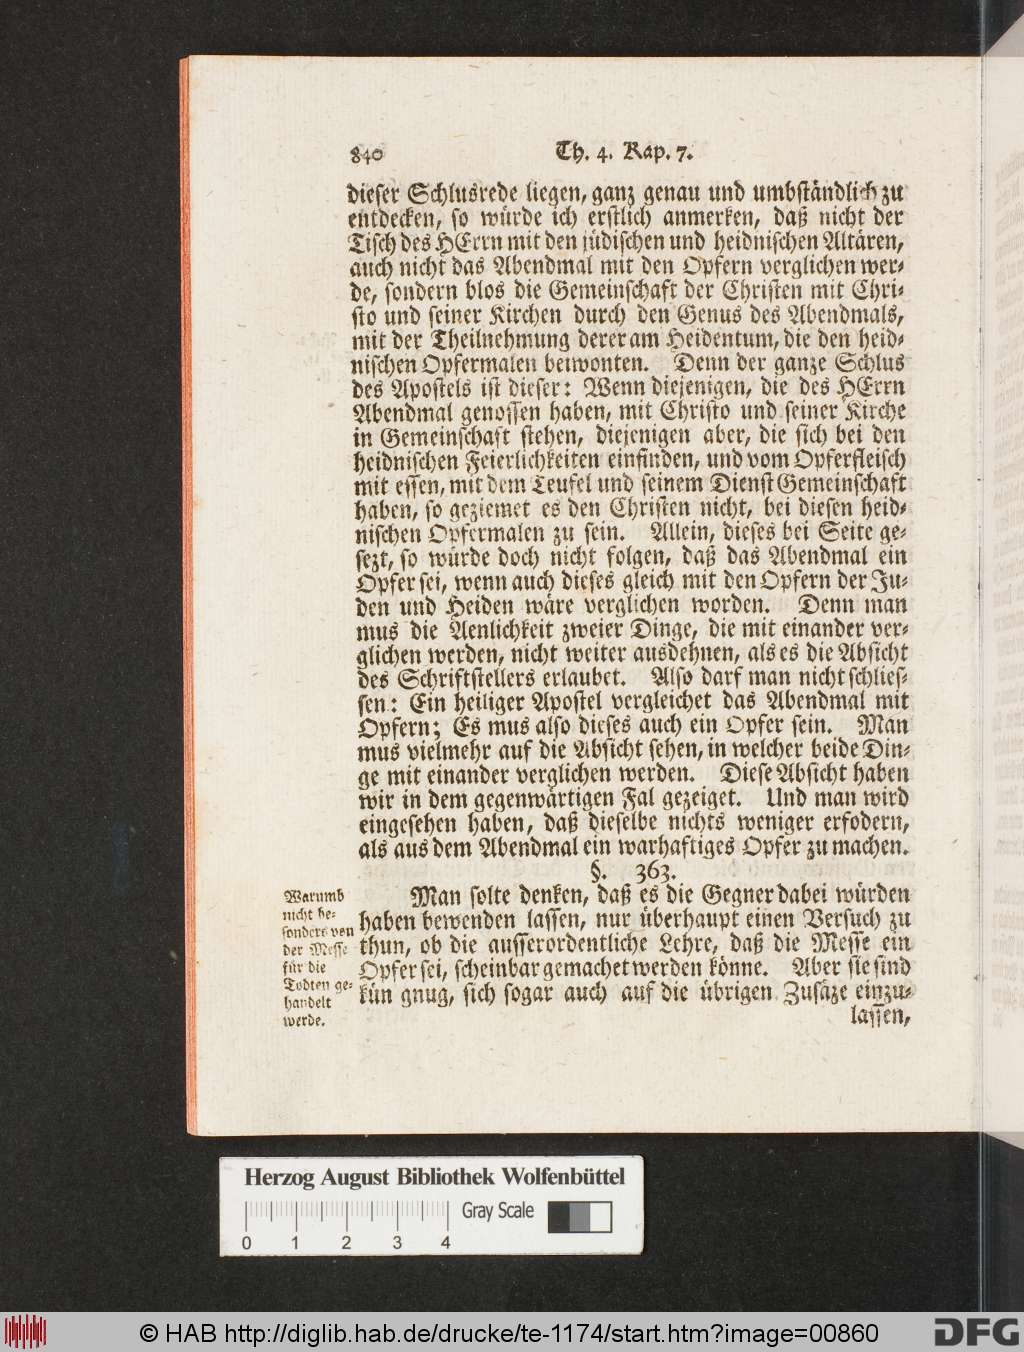 840 Th. 4. Kap. 7.
dieser Schlusrede liegen, ganz genau und umbständlich zu
entdecken, so würde ich erstlich anmerken, daß nicht der
Tisch des HErrn mit den jüdischen und heidnischen Altären,
auch nicht das Abendmal mit den Opfern verglichen wer-
de, sondern blos die Gemeinschaft der Christen mit Chri-
sto und seiner Kirchen durch den Genus des Abendmals,
mit der Theilnehmung derer am Heidentum, die den heid-
nischen Opfermalen beiwonten. Denn der ganze Schlus
des Apostels ist dieser: Wenn diejenigen, die des HErrn
Abendmal genossen haben, mit Christo und seiner Kirche
in Gemeinschaft stehen, diejenigen aber, die sich bei den
heidnischen Feierlichkeiten einfinden, und vom Opferfleisch
mit essen, mit dem Teufel und seinem Dienst Gemeinschaft
haben, so geziemet es den Christen nicht, bei diesen heid-
nischen Opfermalen zu sein. Allein, dieses bei Seite ge-
sezt, so würde doch nicht folgen, daß das Abendmal ein
Opfer sei, wenn auch dieses gleich mit den Opfern der Ju-
den und Heiden wäre verglichen worden. Denn man
mus die Aenlichkeit zweier Dinge, die mit einander ver-
glichen werden, nicht weiter ausdehnen, als es die Absicht
des Schriftstellers erlaubet. Also darf man nicht schlies-
sen: Ein heiliger Apostel vergleichet das Abendmal mit
Opfern; Es mus also dieses auch ein Opfer sein. Man
mus vielmehr auf die Absicht sehen, in welcher beide Din-
ge mit einander verglichen werden. Diese Absicht haben
wir in dem gegenwärtigen Fal gezeiget. Und man wird
eingesehen haben, daß dieselbe nichts weniger erfodern,
als aus dem Abendmal ein warhaftiges Opfer zu machen.
§. 363.
Warumb
nicht be-
sonders von
der Messe
für die
Todten ge-
handelt
werde.
Man solte denken, daß es die Gegner dabei würden
haben bewenden lassen, nur überhaupt einen Versuch zu
thun, ob die ausserordentliche Lehre, daß die Messe ein
Opfer sei, scheinbar gemachet werden könne. Aber sie sind
kün gnug, sich sogar auch auf die übrigen Zusäze einzu-
lassen,
Herzog August Bibliothek Wolfenbüttel
Gray Scale
0 1 2 3 4
© HAB http://diglib.hab.de/drucke/te-1174/start.htm?image=00860
DFG